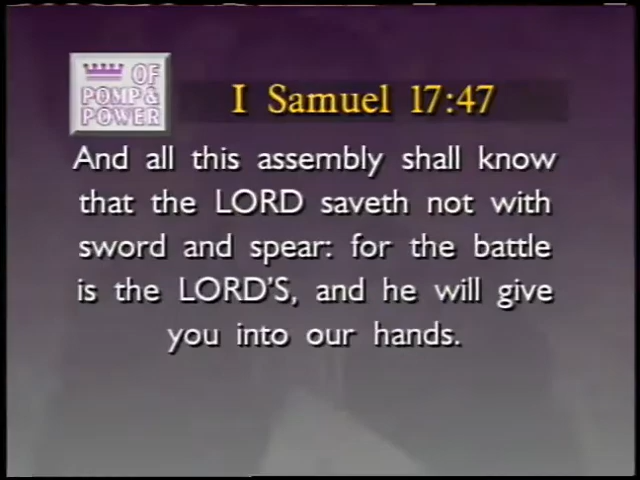 OF
POMP &
POWER
I Samuel 17:47
And all this assembly shall know
that the LORD saveth not with
sword and spear: for the battle
is the LORD'S, and he will give
you into our hands.